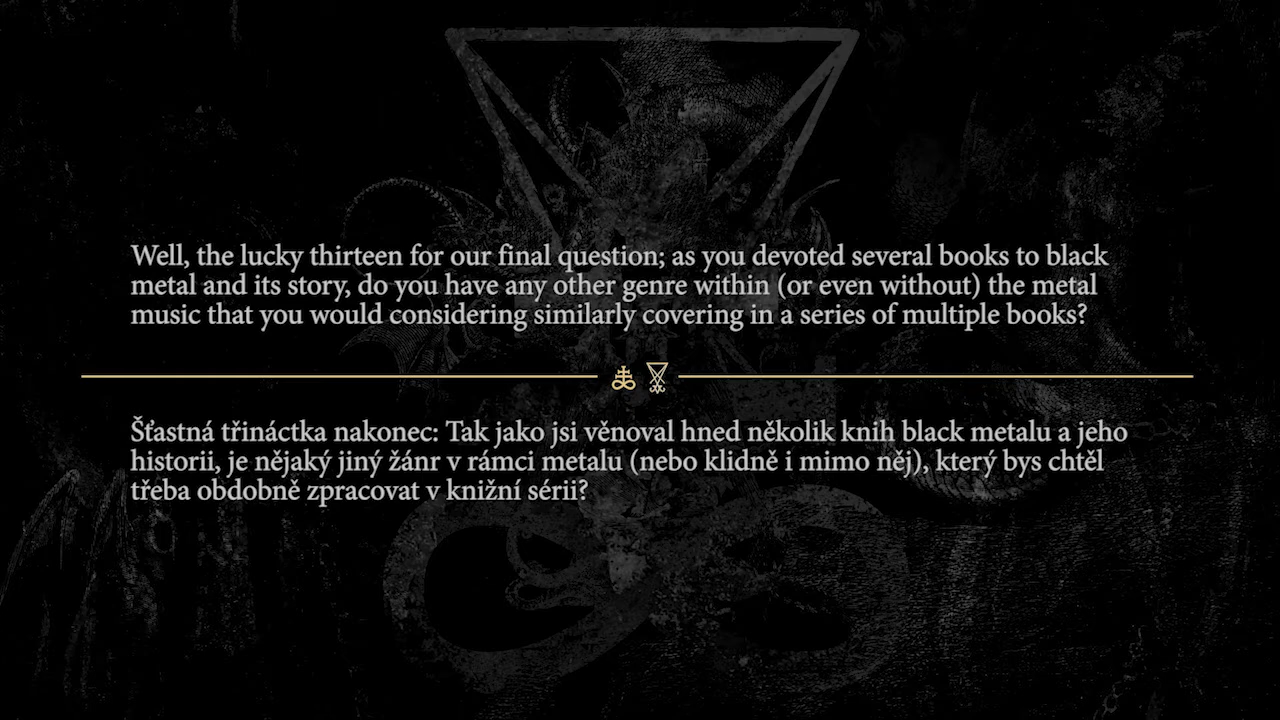 Well, the lucky thirteen for our final question; as you devoted several books to black
metal and its story, do you have any other genre within (or even without) the metal
music that you would considering similarly covering in a series of multiple books?
Šťastná třináctka nakonec: Tak jako jsi věnoval hned několik knih black metalu a jeho
historii, je nějaký jiný žánr v rámci metalu (nebo klidně i mimo něj), který bys chtěl
třeba obdobně zpracovat v knižní sérii?